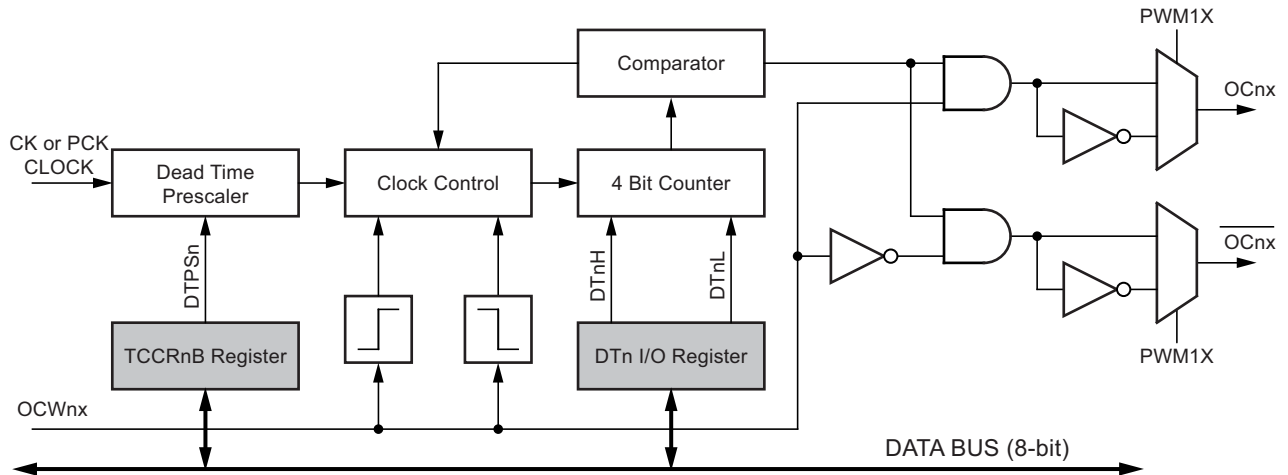 PWM1X
Comparator
OCnx
CK or PCK
CLOCK
Dead Time
Prescaler
Clock Control
4 Bit Counter
OCnx
DTPSn
DTnH
DTnL
TCCRnB Register
DTn I/O Register
PWM1X
OCWnx
DATA BUS (8-bit)